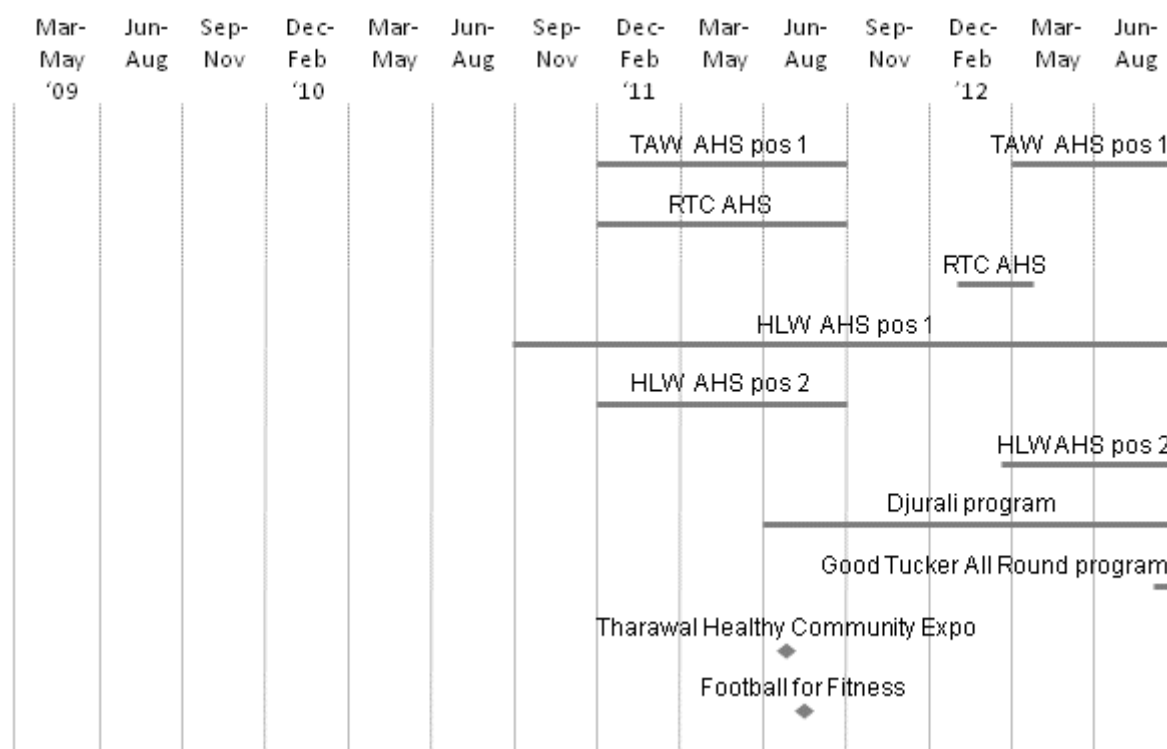 Mar- Jun- Sep- Dec- Mar- Jun- Sep- Dec- Mar- Jun- Sep- Dec- Mar- Jun-
May Aug Nov Feb May Aug Nov Feb May Aug Nov Feb May Aug
‘09 ‘10 ‘11 ‘12
TAW AHS pos 1 TAW AHS pos 1
RTC AHS
RTC AHS
HLW AHS pos 1
HLW AHS pos 2
HLWAHS pos 2
Djurali program
Good Tucker All Round program
Tharawal Healthy Community Expo
Football for Fitness